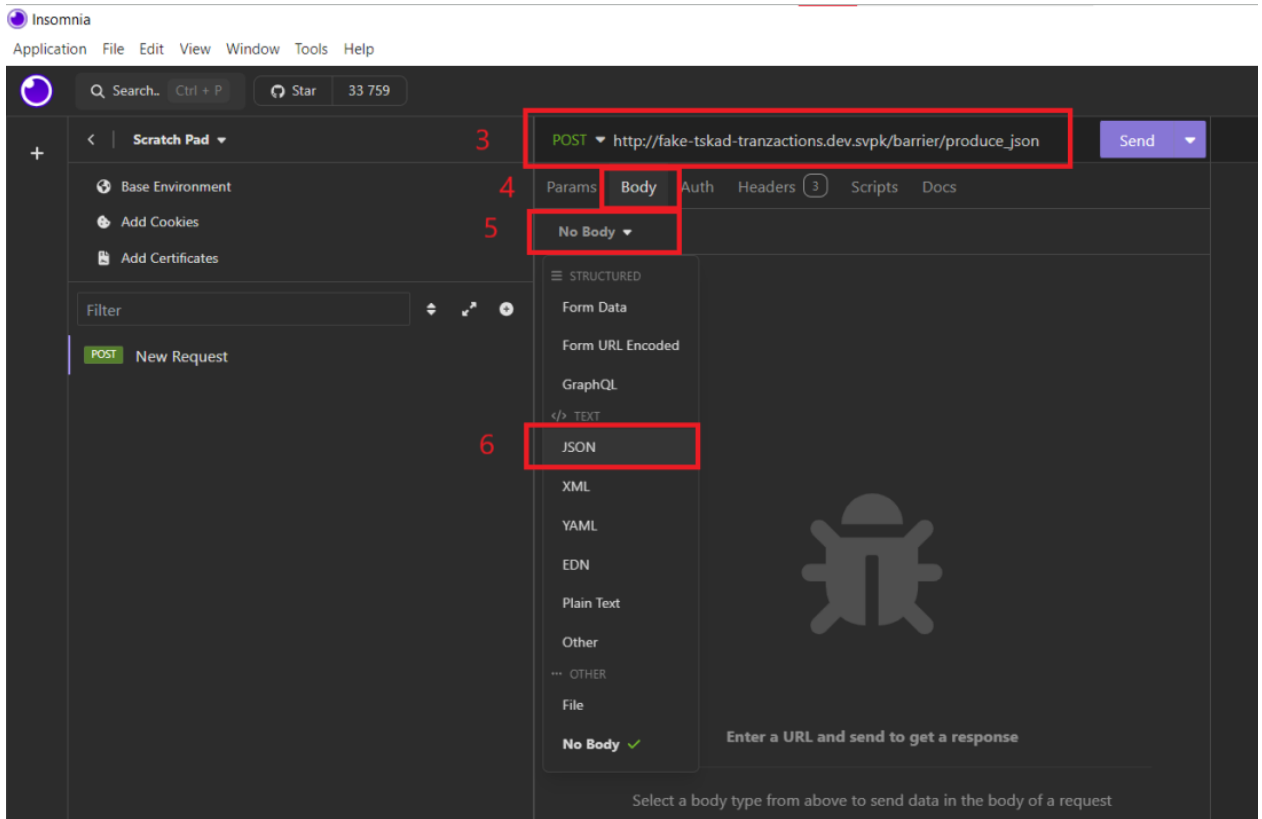 Insomnia
Application File Edit View Window Tools Help
Search.. Ctrl + P Star 33 759
Scratch Pad
3 POST http://fake-tskad-tranzactions.dev.svpk/barrier/produce_json Send
Base Environment
4 Params Body Auth Headers 3 Scripts Docs
Add Cookies
5 No Body
Add Certificates
STRUCTURED
Filter
Form Data
Form URL Encoded
POST New Request
GraphQL
</> TEXT
6 JSON
XML
YAML
EDN
Plain Text
Other
··· OTHER
File
No Body
Enter a URL and send to get a response
Select a body type from above to send data in the body of a request